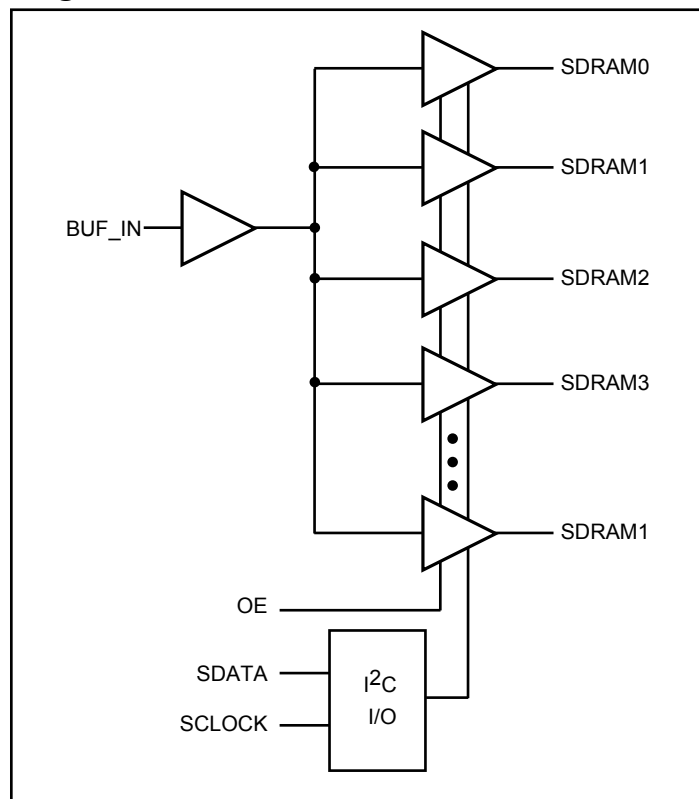 SDRAM0
SDRAM1
BUF_IN
SDRAM2
SDRAM3
SDRAM1
OE
SDATA
I2C
I/O
SCLOCK